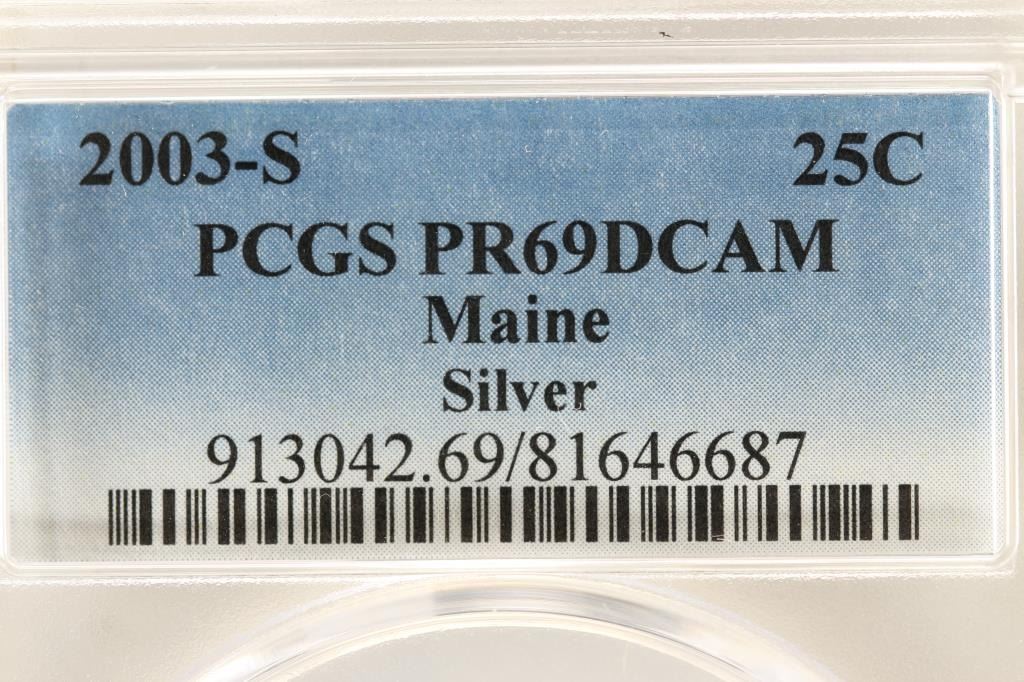 2003-S 25C
PCGS PR69DCAM
Maine
Silver
913042.69/81646687